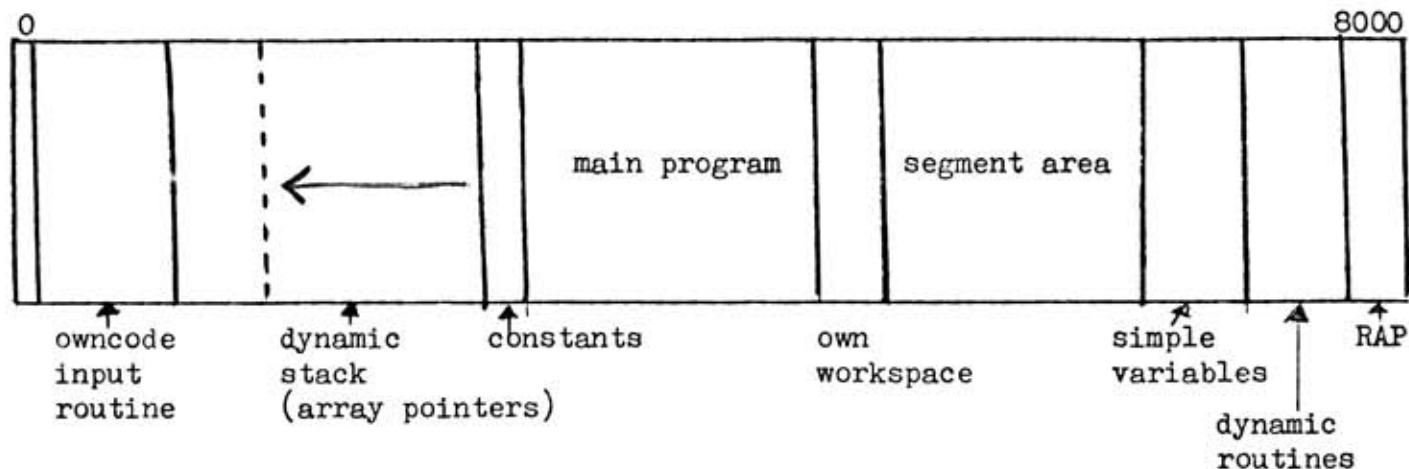 0 8000
main program segment area
owncode dynamic constants own simple RAP
input stack workspace variables
routine (array pointers)
dynamic
routines